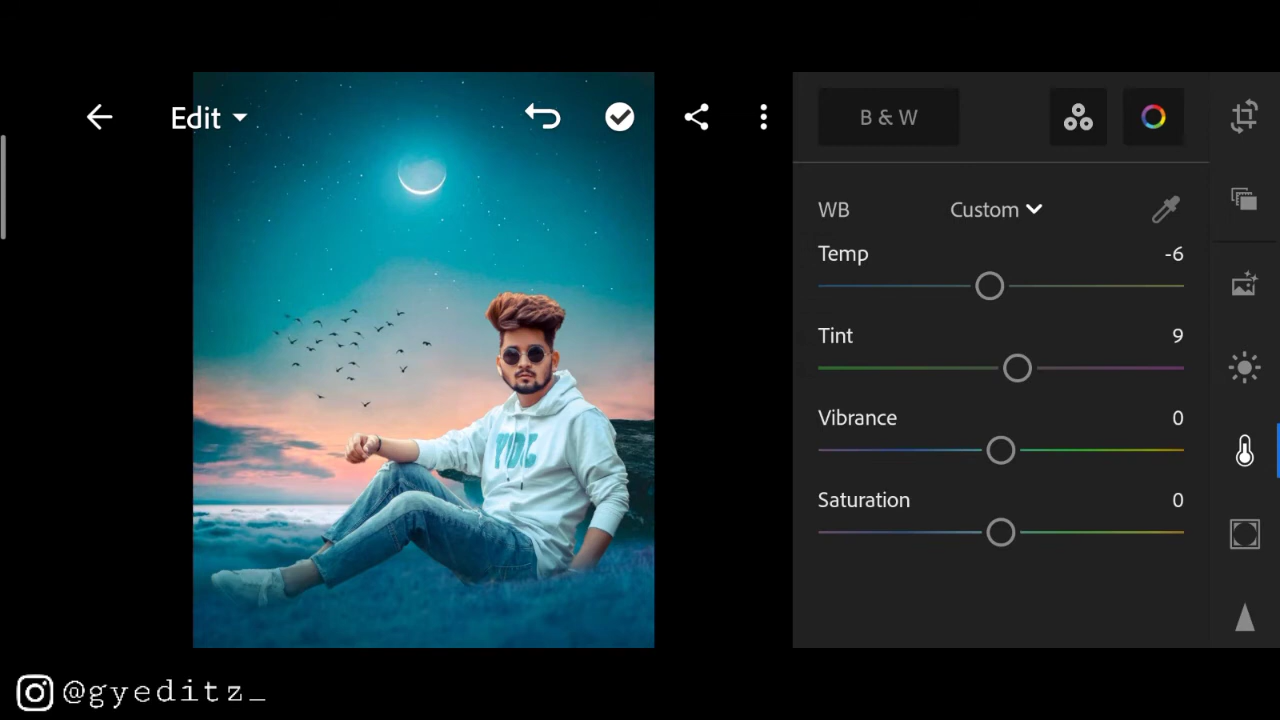 Edit
B & W
WB Custom
Temp -6
Tint 9
Vibrance 0
Saturation 0
@gyeditz_